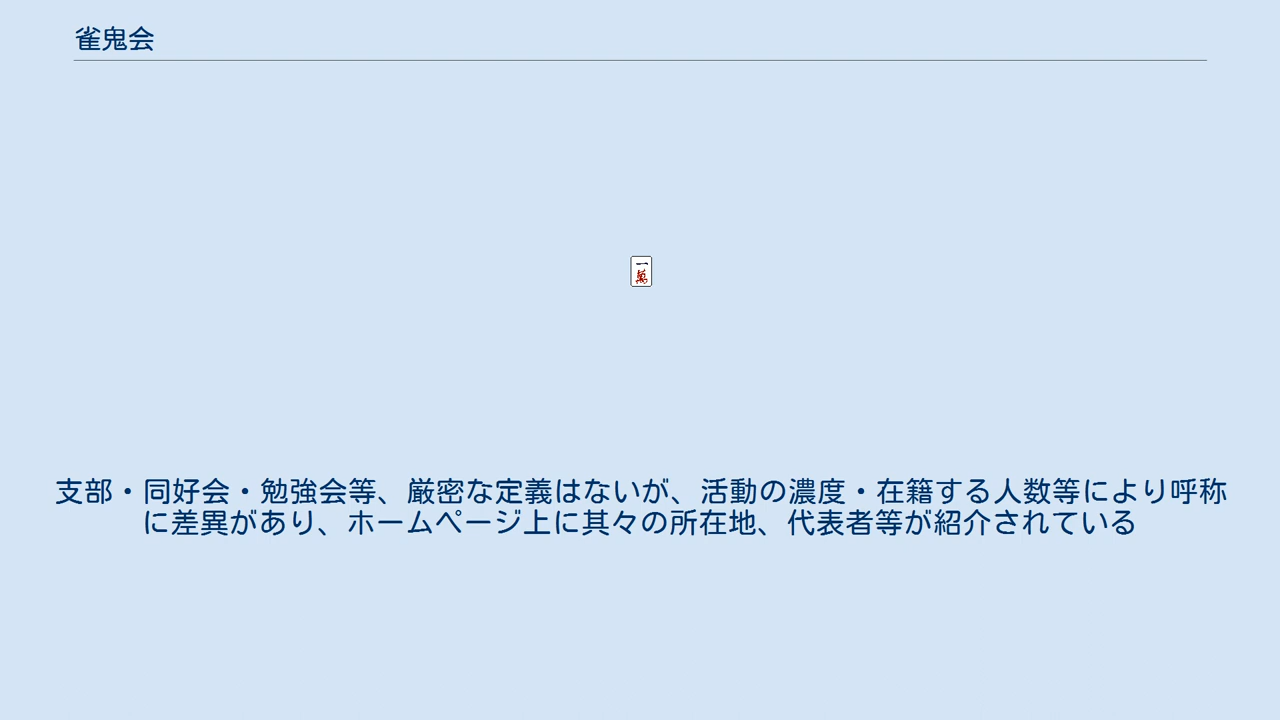 雀鬼会
一
萬
支部・同好会・勉強会等、厳密な定義はないが、活動の濃度・在籍する人数等により呼称
に差異があり、ホームページ上に其々の所在地、代表者等が紹介されている